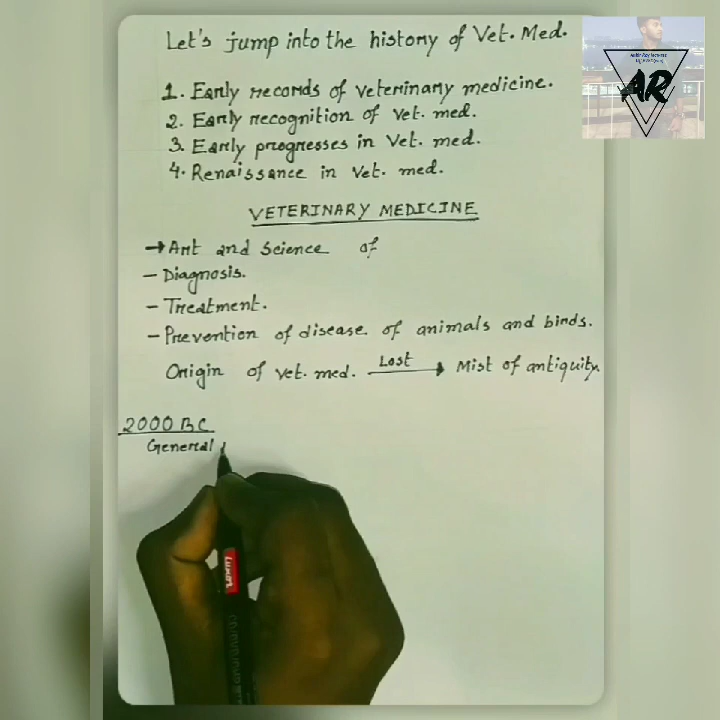 Let's jump into the history of Vet. Med.
1. Early records of veterinary medicine.
2. Early recognition of vet. med.
3. Early progresses in vet. med.
4. Renaissance in vet. med.
VETERINARY MEDICINE
→ Art and science of
- Diagnosis.
- Treatment.
- Prevention of disease of animals and birds.
Origin of vet. med. Lost → Mist of antiquity.
2000 BC
General
AR
LUXOR